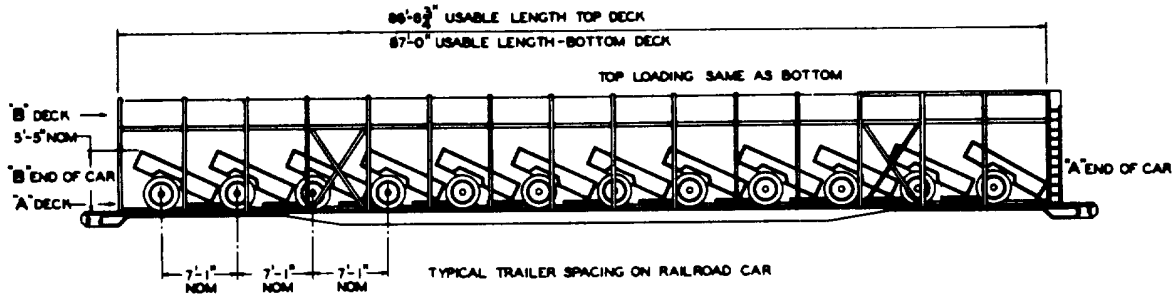 86'-8 3/4" USABLE LENGTH TOP DECK
87'-0" USABLE LENGTH-BOTTOM DECK
TOP LOADING SAME AS BOTTOM
"B" DECK
5'-5" NOM
"B" END OF CAR
"A" DECK
"A" END OF CAR
7'-1" NOM
7'-1" NOM
7'-1" NOM
TYPICAL TRAILER SPACING ON RAILROAD CAR